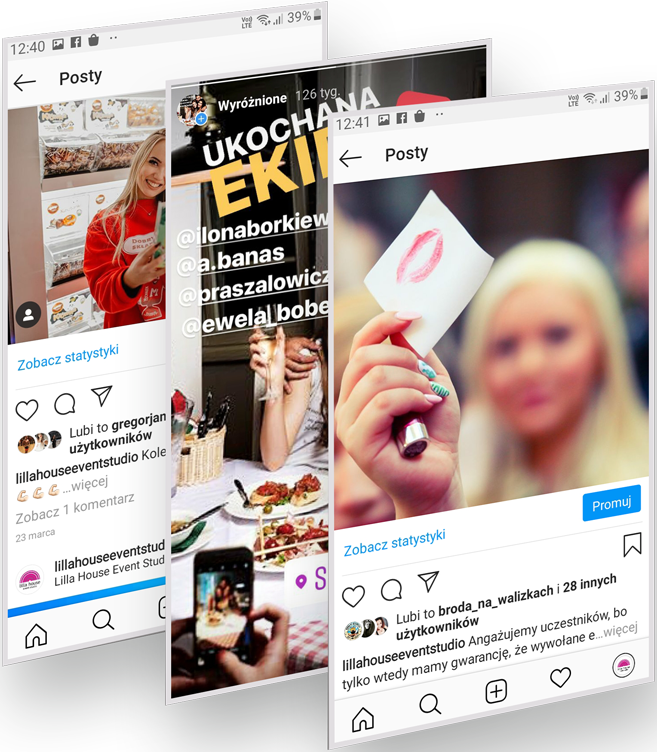 12:40
39%
Posty
Zobacz statystyki
Lubi to gregorjan
użytkowników
lillahouseeventstudio Kole
...więcej
Zobacz 1 komentarz
23 marca
lillahouseeventstud
Lilla House Event Stud
Wyróżnione 126 tyg.
UKOCHANA
EKI
@ilonaborkiew
@a.banas
@praszalowicz
@ewela_bobe
S
12:41
39%
Posty
Promuj
Zobacz statystyki
Lubi to broda_na_walizkach i 28 innych
użytkowników
lillahouseeventstudio Angażujemy uczestników, bo
tylko wtedy mamy gwarancję, że wywołane e...więcej